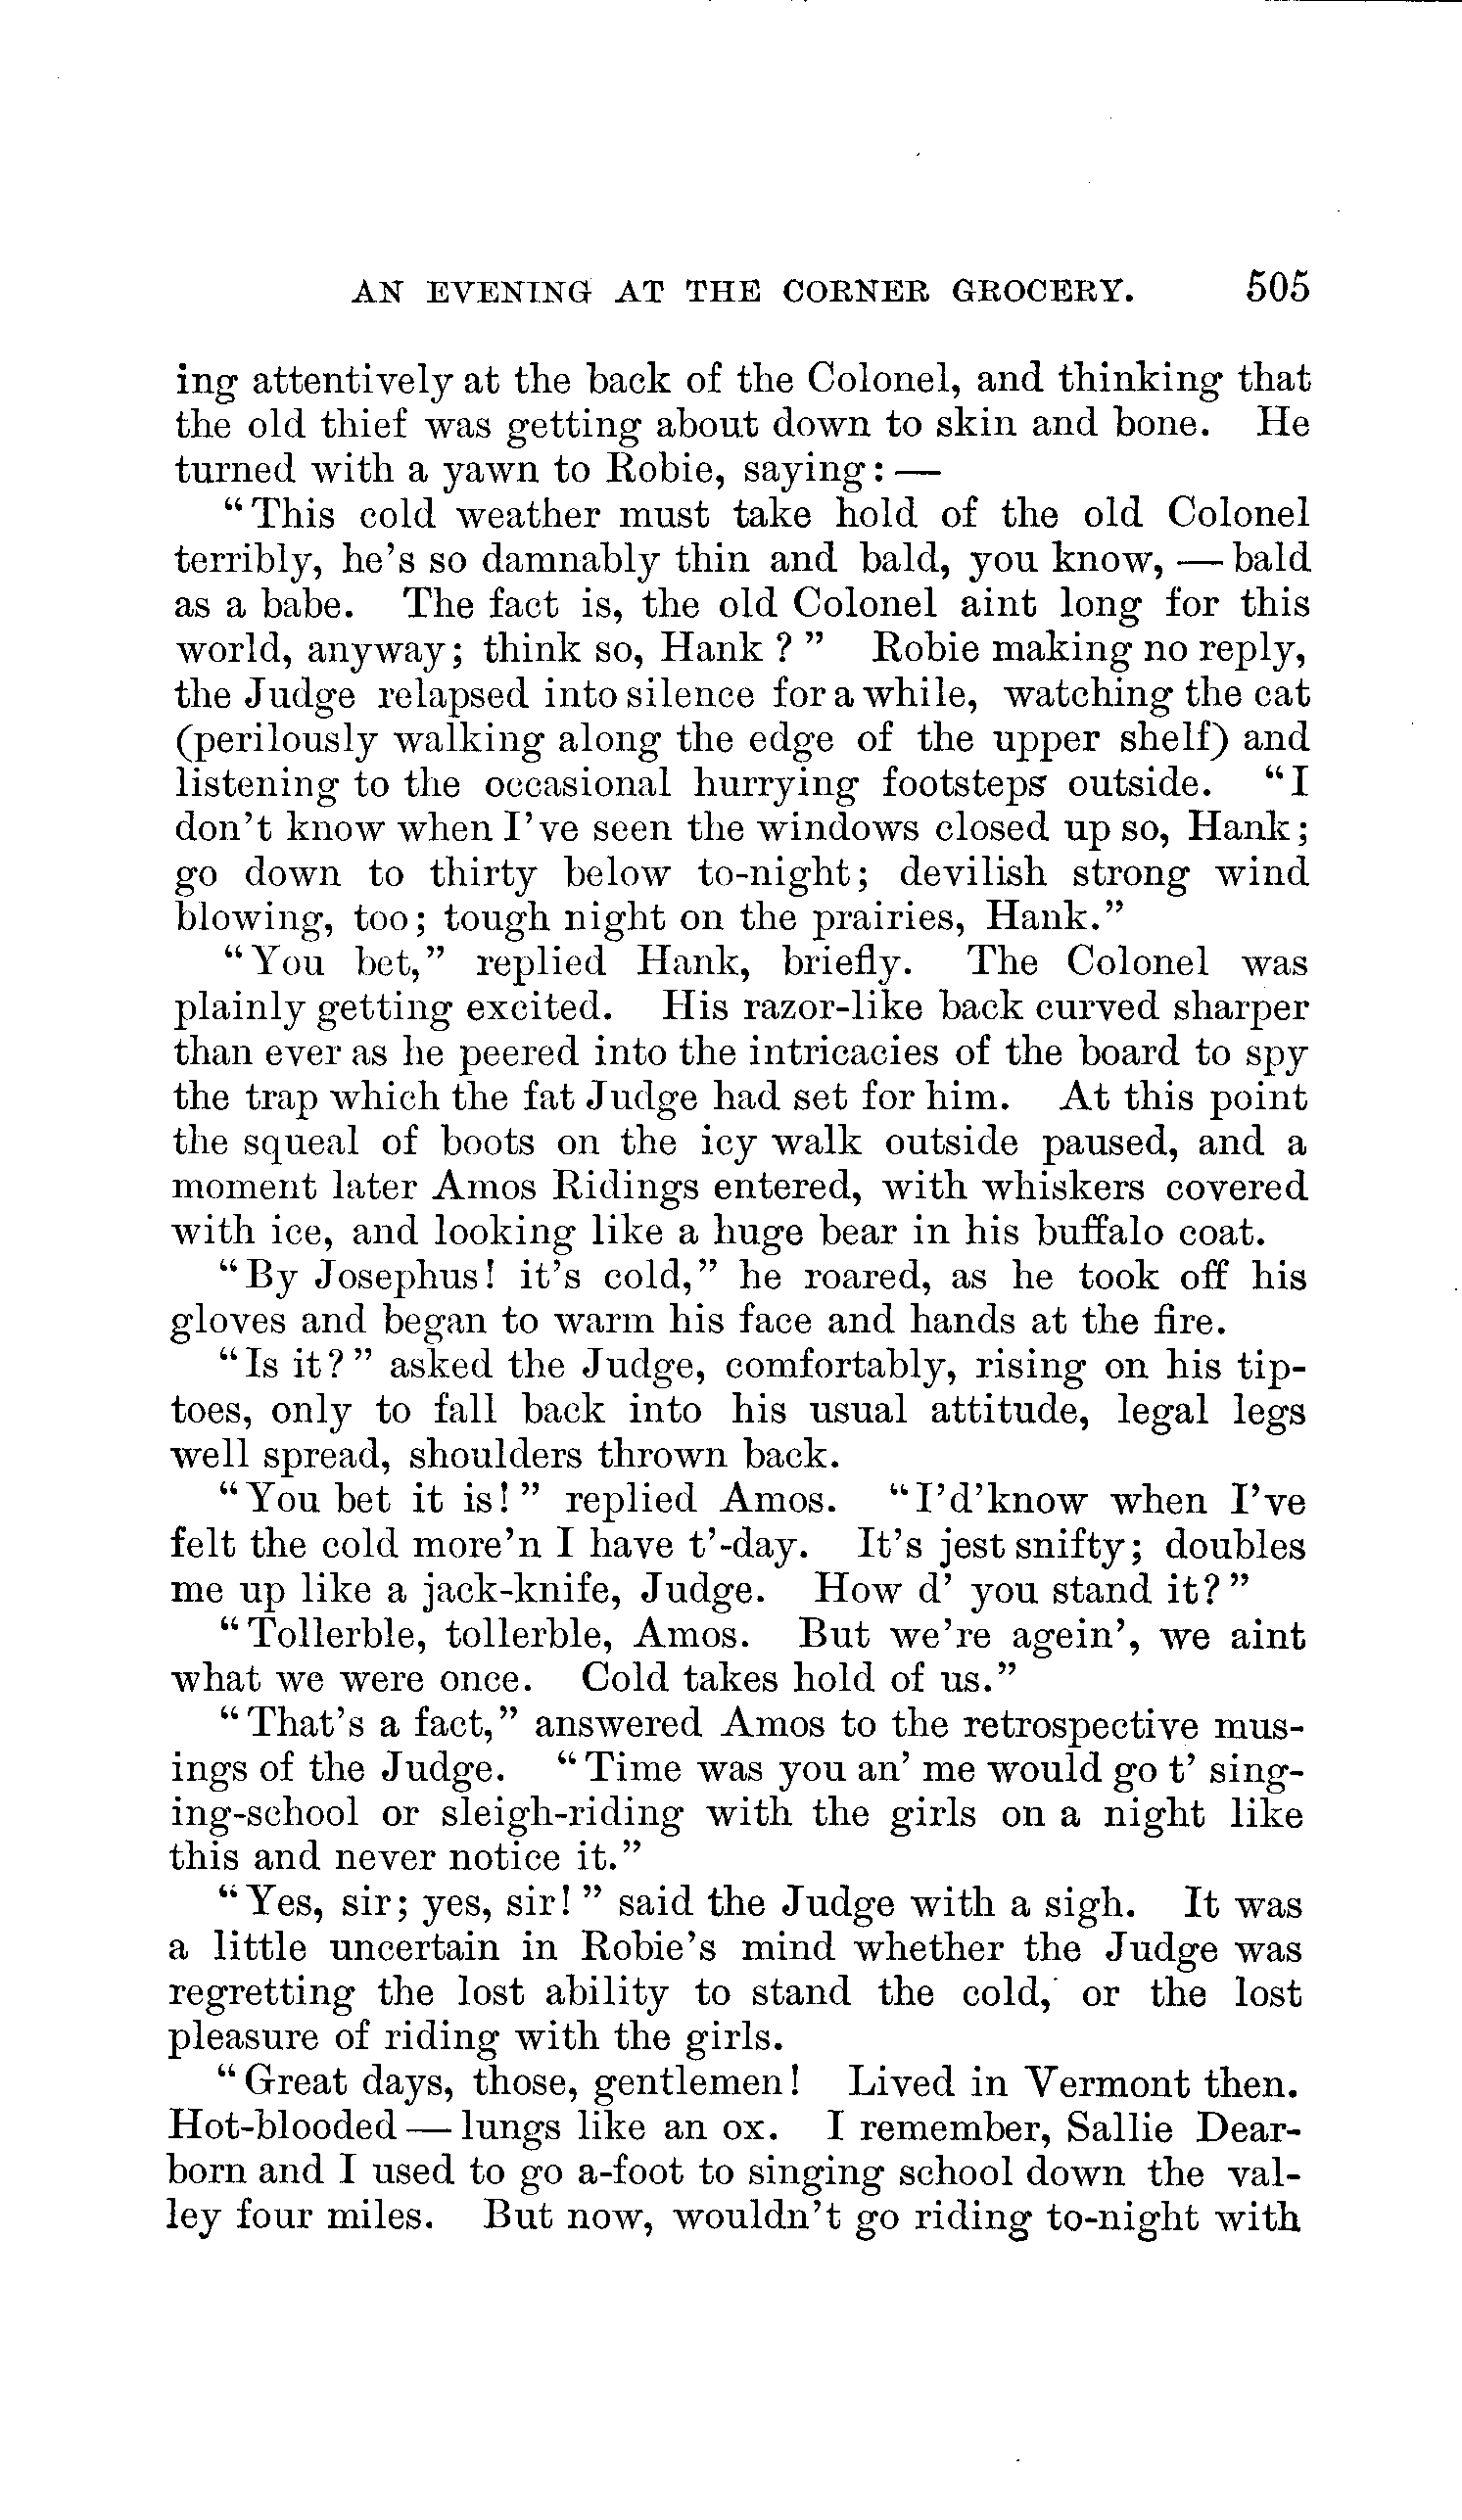 AN EVENING AT THE CORNER GROCERY. 505
ing attentively at the back of the Colonel, and thinking that
the old thief was getting about down to skin and bone. He
turned with a yawn to Robie, saying: —
"This cold weather must take hold of the old Colonel
terribly, he's so damnably thin and bald, you know, — bald
as a babe. The fact is, the old Colonel aint long for this
world, anyway; think so, Hank?" Robie making no reply,
the Judge relapsed into silence for a while, watching the cat
(perilously walking along the edge of the upper shelf) and
listening to the occasional hurrying footsteps outside. "I
don't know when I've seen the windows closed up so, Hank;
go down to thirty below to-night; devilish strong wind
blowing, too; tough night on the prairies, Hank."
"You bet," replied Hank, briefly. The Colonel was
plainly getting excited. His razor-like back curved sharper
than ever as he peered into the intricacies of the board to spy
the trap which the fat Judge had set for him. At this point
the squeal of boots on the icy walk outside paused, and a
moment later Amos Ridings entered, with whiskers covered
with ice, and looking like a huge bear in his buffalo coat.
"By Josephus! it's cold," he roared, as he took off his
gloves and began to warm his face and hands at the fire.
"Is it?" asked the Judge, comfortably, rising on his tip-
toes, only to fall back into his usual attitude, legal legs
well spread, shoulders thrown back.
"You bet it is!" replied Amos. "I'd'know when I've
felt the cold more'n I have t'-day. It's jest snifty; doubles
me up like a jack-knife, Judge. How d' you stand it?"
"Tollerble, tollerble, Amos. But we're agein', we aint
what we were once. Cold takes hold of us."
"That's a fact," answered Amos to the retrospective mus-
ings of the Judge. "Time was you an' me would go t' sing-
ing-school or sleigh-riding with the girls on a night like
this and never notice it."
"Yes, sir; yes, sir!" said the Judge with a sigh. It was
a little uncertain in Robie's mind whether the Judge was
regretting the lost ability to stand the cold, or the lost
pleasure of riding with the girls.
"Great days, those, gentlemen! Lived in Vermont then.
Hot-blooded — lungs like an ox. I remember, Sallie Dear-
born and I used to go a-foot to singing school down the val-
ley four miles. But now, wouldn't go riding to-night with